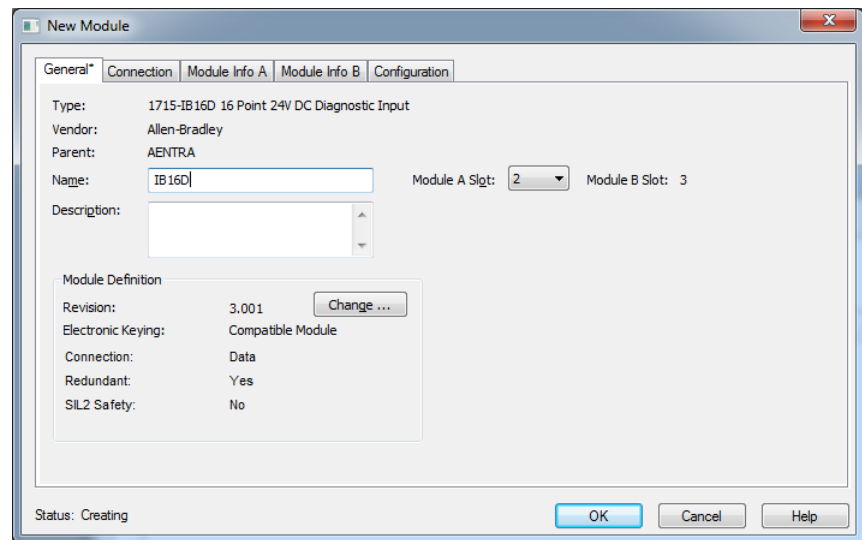 New Module
General* Connection Module Info A Module Info B Configuration
Type: 1715-IB16D 16 Point 24V DC Diagnostic Input
Vendor: Allen-Bradley
Parent: AENTRA
Name: IB16D Module A Slot: 2 Module B Slot: 3
Description:
Module Definition
Revision: 3.001 Change ...
Electronic Keying: Compatible Module
Connection: Data
Redundant: Yes
SIL2 Safety: No
Status: Creating OK Cancel Help